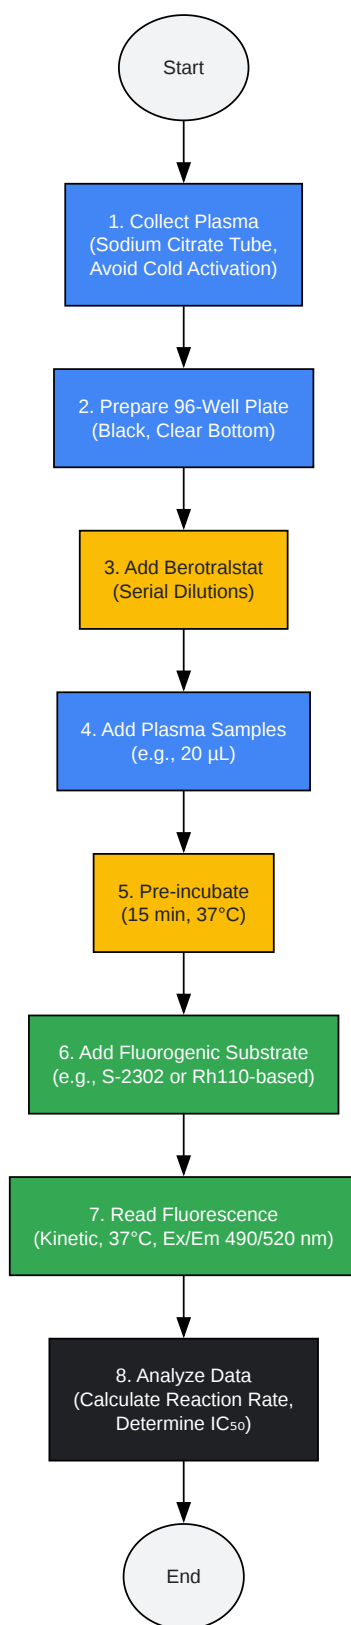 Start
1. Collect Plasma
(Sodium Citrate Tube,
Avoid Cold Activation)
2. Prepare 96-Well Plate
(Black, Clear Bottom)
3. Add Berotralstat
(Serial Dilutions)
4. Add Plasma Samples
(e.g., 20 µL)
5. Pre-incubate
(15 min, 37°C)
6. Add Fluorogenic Substrate
(e.g., S-2302 or Rh110-based)
7. Read Fluorescence
(Kinetic, 37°C, Ex/Em 490/520 nm)
8. Analyze Data
(Calculate Reaction Rate,
Determine IC₅₀)
End